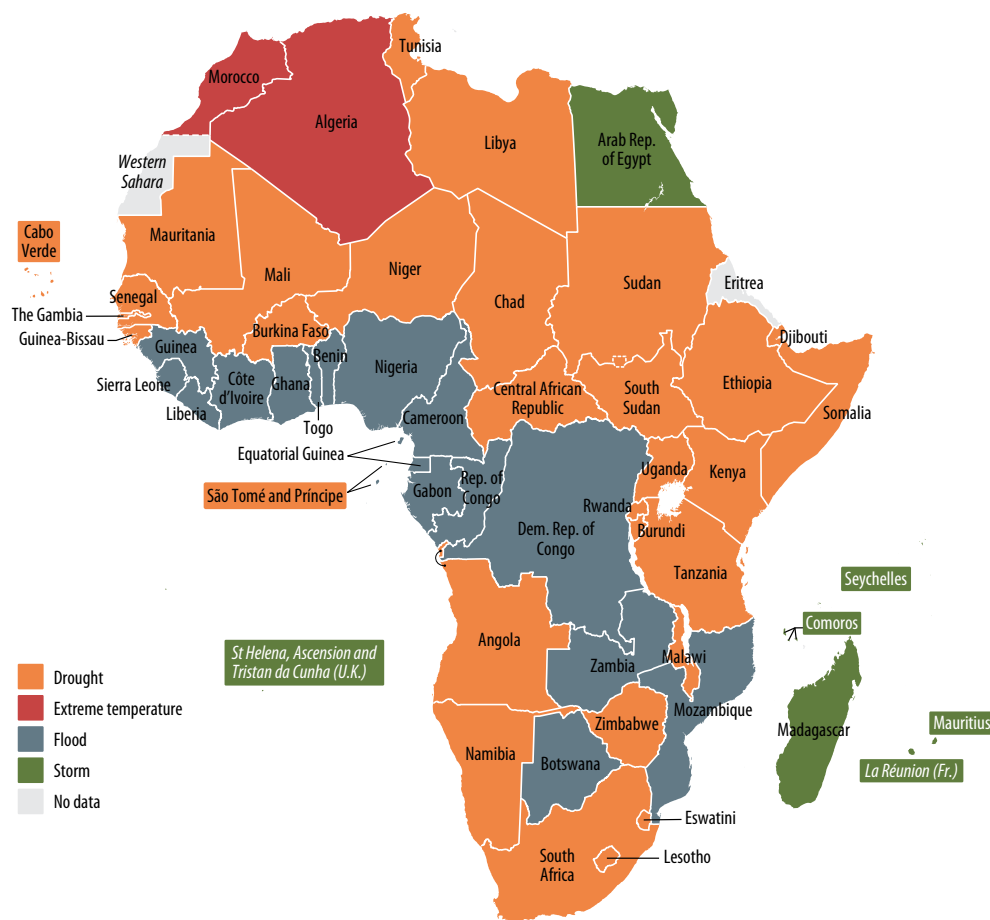 Tunisia
Morocco
Algeria
Libya
Arab Rep.
of Egypt
Western
Sahara
Cabo
Verde
Mauritania
Mali
Niger
Chad
Sudan
Eritrea
Senegal
The Gambia
Guinea-Bissau
Burkina Faso
Djibouti
Guinea
Benin
Nigeria
Ethiopia
Sierra Leone
Côte
d'Ivoire
Ghana
Central African
Republic
South
Sudan
Somalia
Liberia
Togo
Cameroon
Equatorial Guinea
Uganda
Kenya
São Tomé and Príncipe
Gabon
Rep. of
Congo
Rwanda
Dem. Rep. of
Congo
Burundi
Tanzania
Seychelles
Comoros
Angola
St Helena, Ascension and
Tristan da Cunha (U.K.)
Zambia
Malawi
Mozambique
Madagascar
Mauritius
La Réunion (Fr.)
Zimbabwe
Namibia
Botswana
Eswatini
South
Africa
Lesotho
Drought
Extreme temperature
Flood
Storm
No data